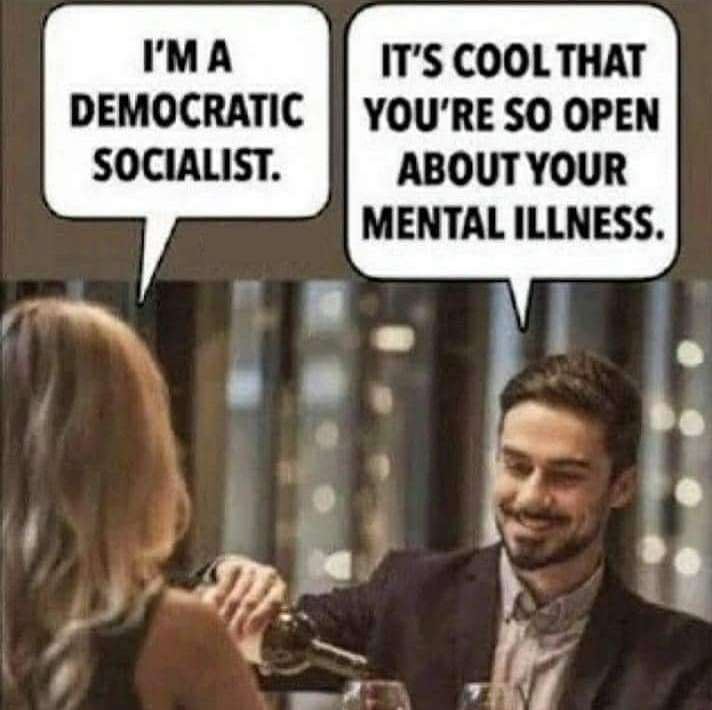 I'M A
DEMOCRATIC
SOCIALIST.
IT'S COOL THAT
YOU'RE SO OPEN
ABOUT YOUR
MENTAL ILLNESS.